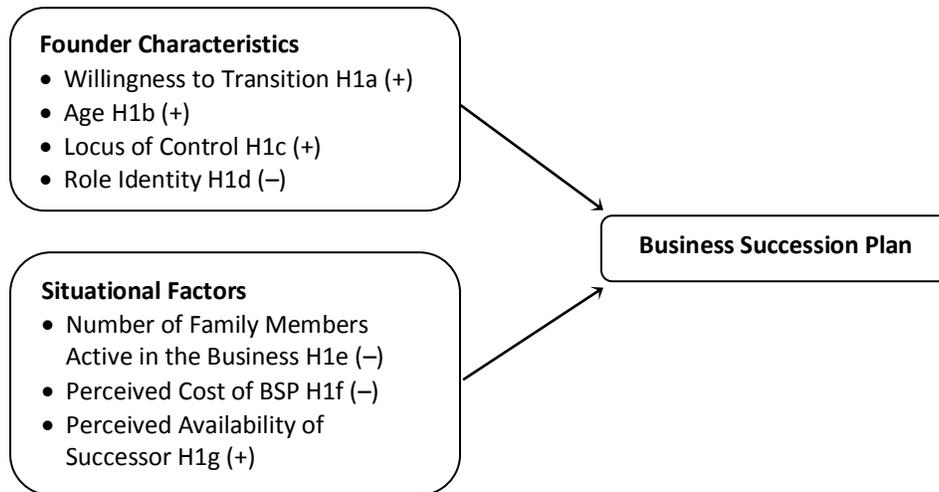 Founder Characteristics
• Willingness to Transition H1a (+)
• Age H1b (+)
• Locus of Control H1c (+)
• Role Identity H1d (–)
Business Succession Plan
Situational Factors
• Number of Family Members
Active in the Business H1e (–)
• Perceived Cost of BSP H1f (–)
• Perceived Availability of
Successor H1g (+)